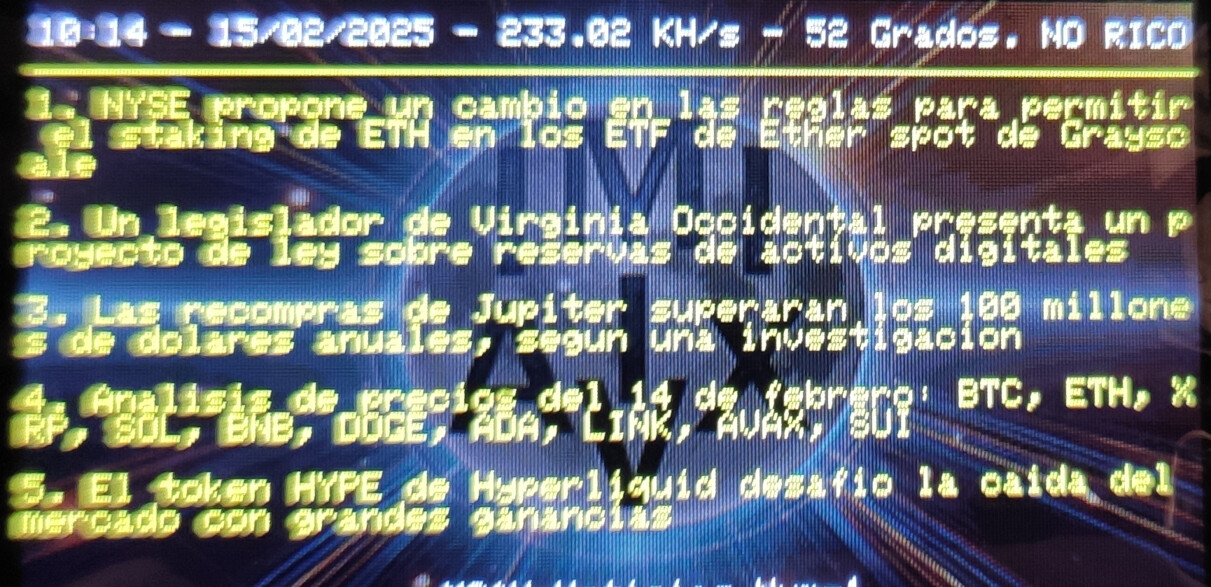 10:14 - 15/02/2025 - 233.02 KH/s - 52 Grados. NO RICO
1. NYSE propone un cambio en las reglas para permitir
el staking de ETH en los ETF de Ether spot de Graysc
ale
2. Un legislador de Virginia Occidental presenta un p
royecto de ley sobre reservas de activos digitales
3. Las recompras de Jupiter superaran los 100 millone
s de dolares anuales, segun una investigacion
4. Analisis de precios del 14 de febrero: BTC, ETH, X
RP, SOL, BNB, DOGE, ADA, LINK, AVAX, SUI
5. El token HYPE de Hyperliquid desafio la caida del
mercado con grandes ganancias